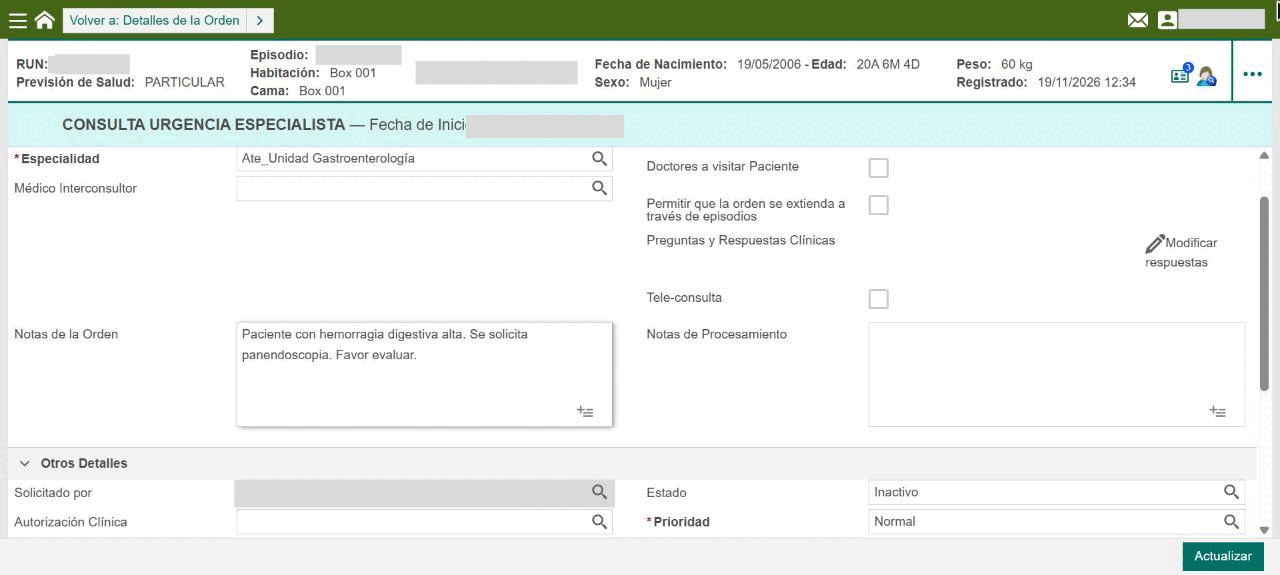 Volver a: Detalles de la Orden
RUN:
Previsión de Salud: PARTICULAR
Episodio:
Habitación: Box 001
Cama: Box 001
Fecha de Nacimiento: 19/05/2006 - Edad: 20A 6M 4D
Sexo: Mujer
Peso: 60 kg
Registrado: 19/11/2026 12:34
3
CONSULTA URGENCIA ESPECIALISTA — Fecha de Inici
*Especialidad Ate_Unidad Gastroenterología
Médico Interconsultor
Doctores a visitar Paciente
Permitir que la orden se extienda a
través de episodios
Preguntas y Respuestas Clínicas
Modificar
respuestas
Tele-consulta
Notas de la Orden
Paciente con hemorragia digestiva alta. Se solicita
panendoscopia. Favor evaluar.
Notas de Procesamiento
Otros Detalles
Solicitado por
Estado Inactivo
Autorización Clínica
*Prioridad Normal
Actualizar